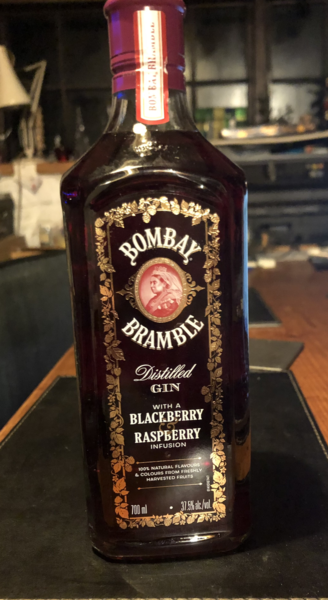 BOMBAY
BRAMBLE
Distilled
GIN
WITH A
BLACKBERRY
&
RASPBERRY
INFUSION
100% NATURAL FLAVOURS
& COLOURS FROM FRESHLY
HARVESTED FRUITS
700 ml • 37.5% alc./vol.